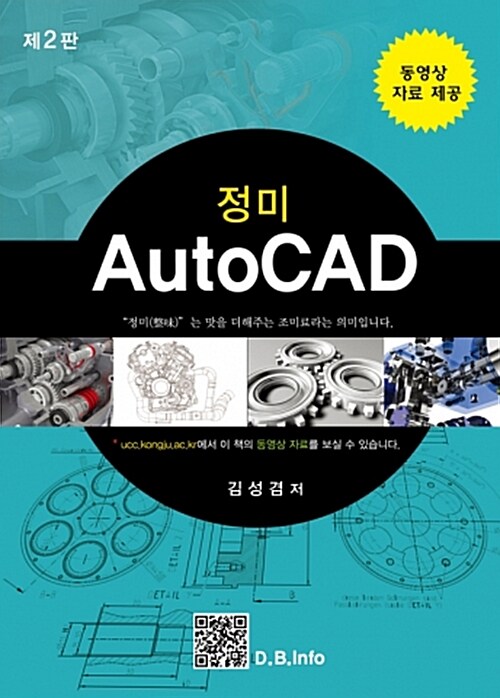 제2판
동영상
자료 제공
정미
AutoCAD
“정미(整味)” 는 맛을 더해주는 조미료라는 의미입니다.
* ucc.kongju.ac.kr에서 이 책의 동영상 자료를 보실 수 있습니다.
김성겸 저
DETAIL
B-B
B
DETAIL
D.B.Info